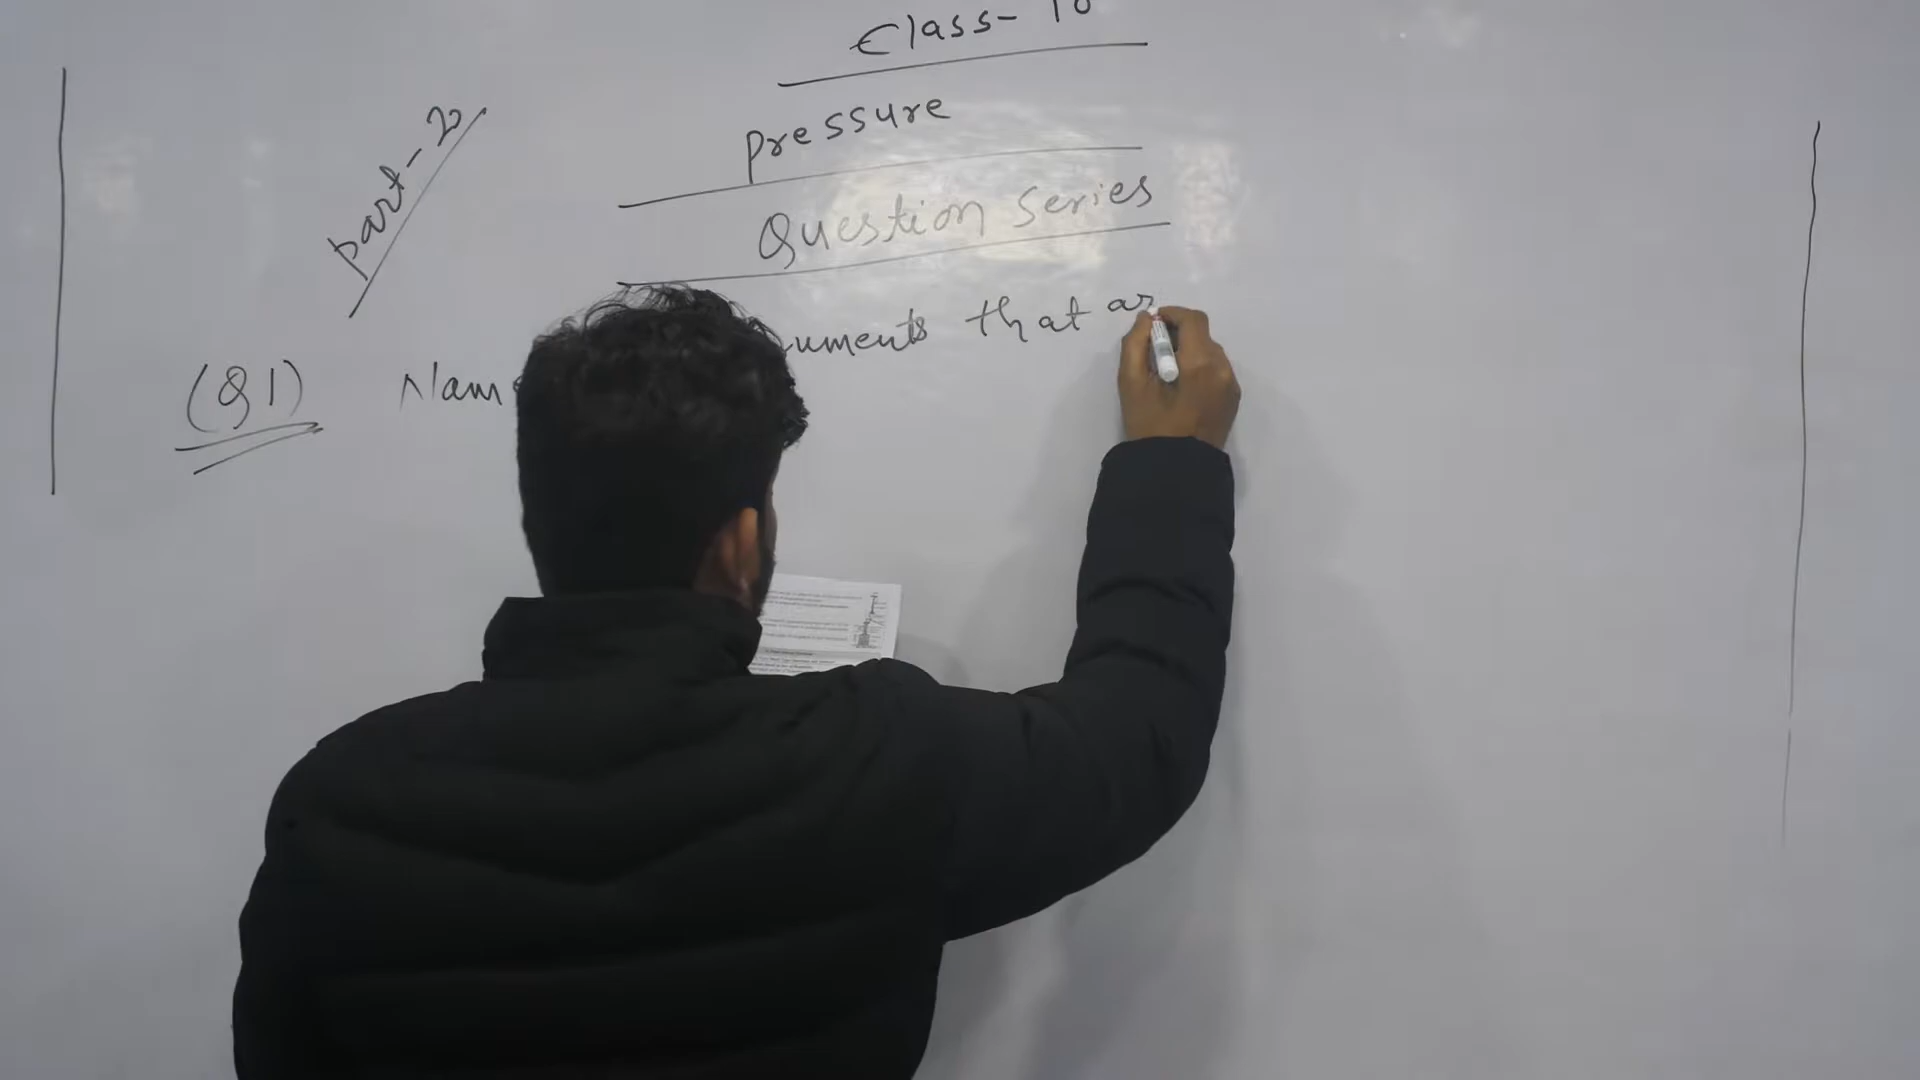 Class- 10
pressure
part-2
Question Series
(Q1) Name uments that ar